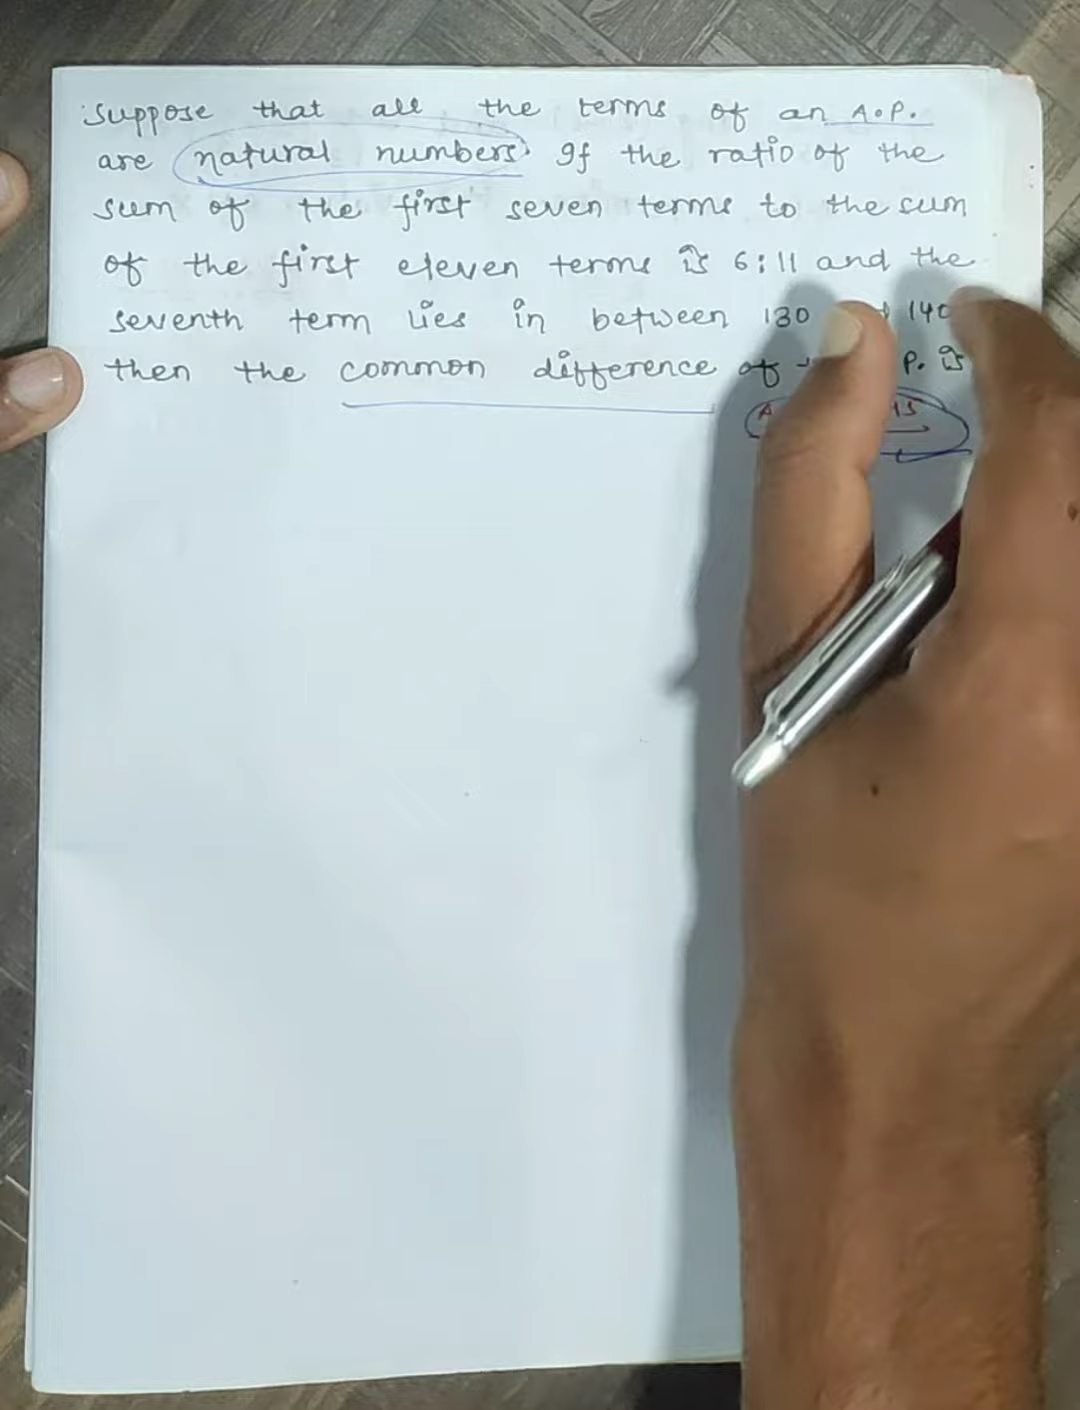 Suppose that all the terms of an A.P.
are natural numbers. If the ratio of the
sum of the first seven terms to the sum
of the first eleven terms is 6:11 and the
seventh term lies in between 130 140
then the common difference of P. is
15